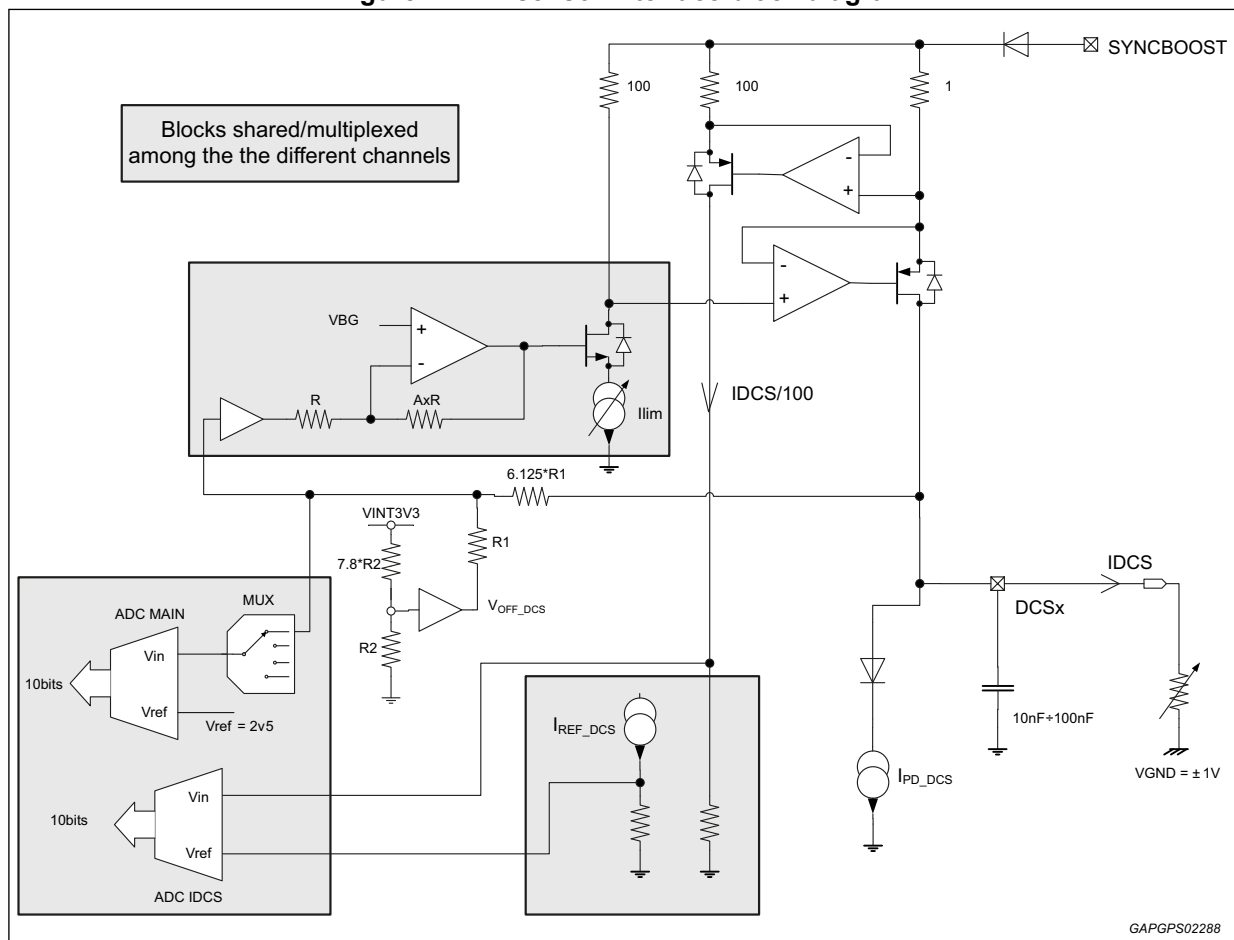 SYNCBOOST
100
100
1
Blocks shared/multiplexed
among the the different channels
-
+
-
+
VBG
+
-
R
AxR
Ilim
IDCS/100
6.125*R1
VINT3V3
R1
7.8*R2
VOFF_DCS
R2
IDCS
DCSx
MUX
ADC MAIN
Vin
10bits
Vref
Vref = 2v5
IREF_DCS
10nF÷100nF
IPD_DCS
VGND = ± 1V
Vin
10bits
Vref
ADC IDCS
GAPGPS02288